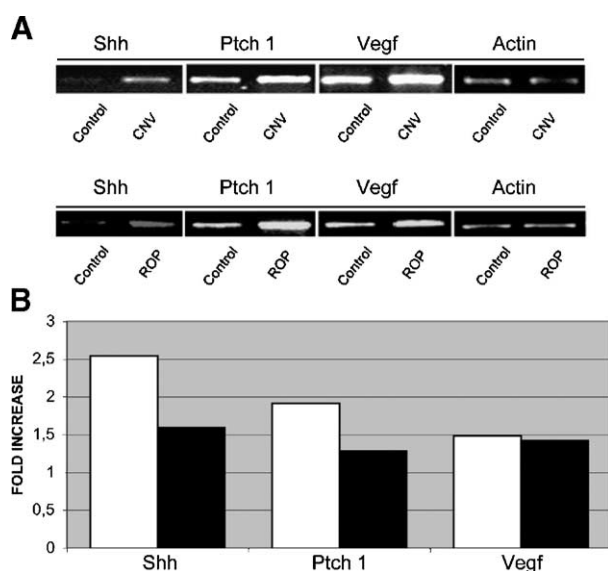 A
Shh Ptch 1 Vegf Actin
Control CNV Control CNV Control CNV Control CNV
Shh Ptch 1 Vegf Actin
Control ROP Control ROP Control ROP Control ROP
B
FOLD INCREASE
3
2,5
2
1,5
1
0,5
0
Shh Ptch 1 Vegf